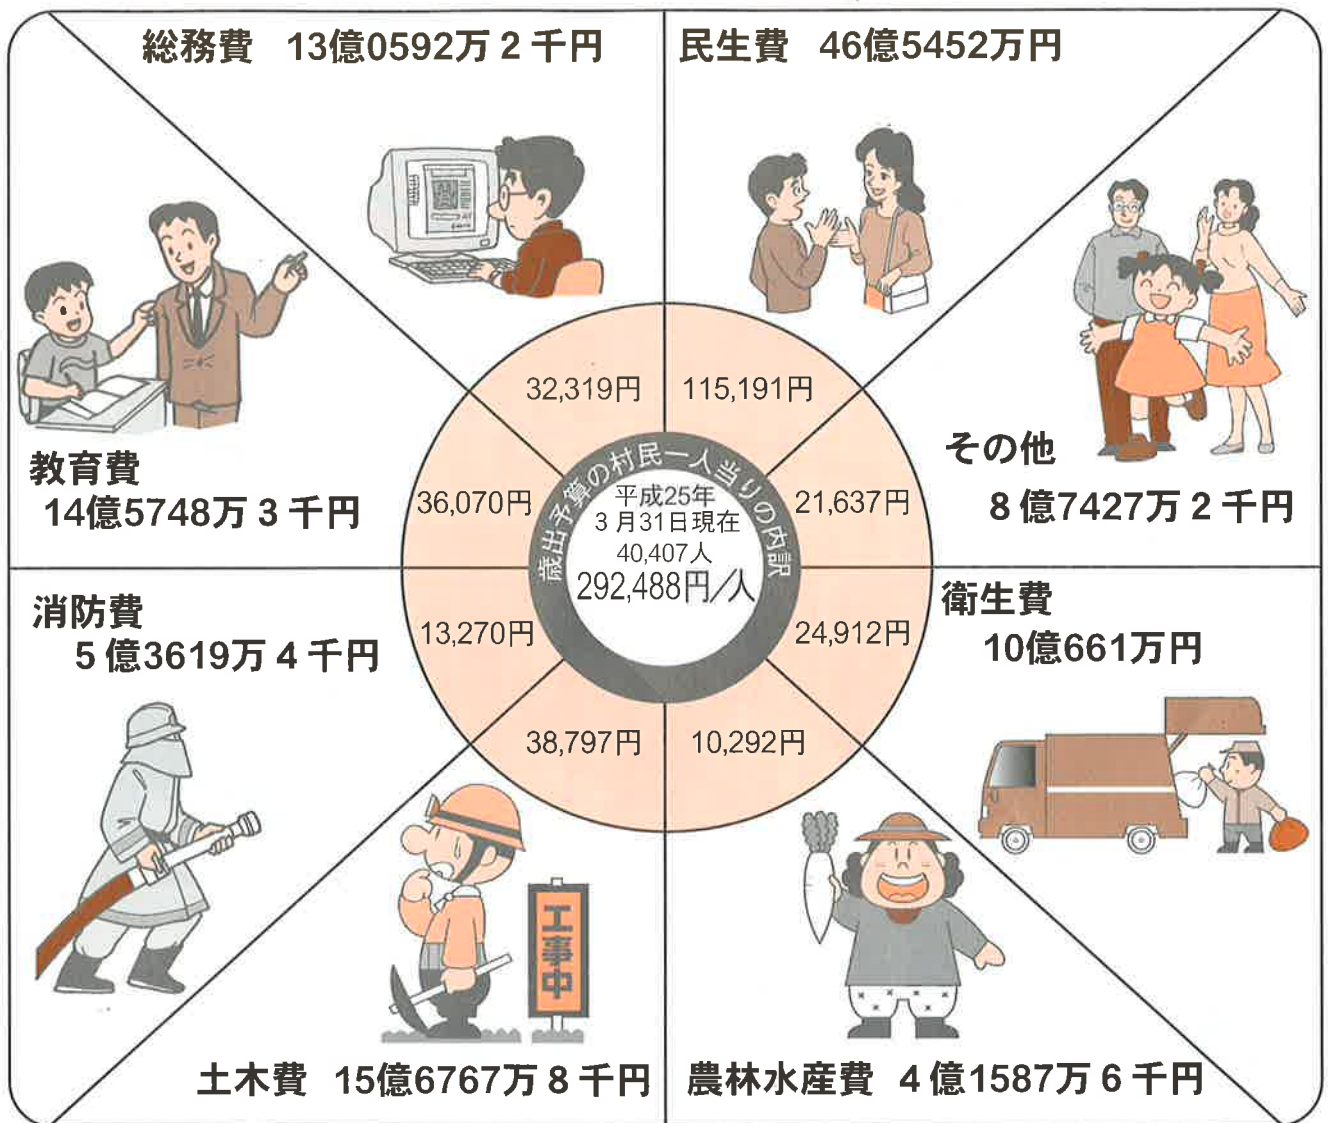 総務費 13億0592万2千円
民生費 46億5452万円
32,319円
115,191円
教育費
14億5748万3千円
36,070円
その他
8億7427万2千円
21,637円
歳出予算の村民一人当りの内訳
平成25年
3月31日現在
40,407人
292,488円/人
消防費
5億3619万4千円
13,270円
衛生費
10億661万円
24,912円
38,797円
10,292円
工事中
土木費 15億6767万8千円
農林水産費 4億1587万6千円